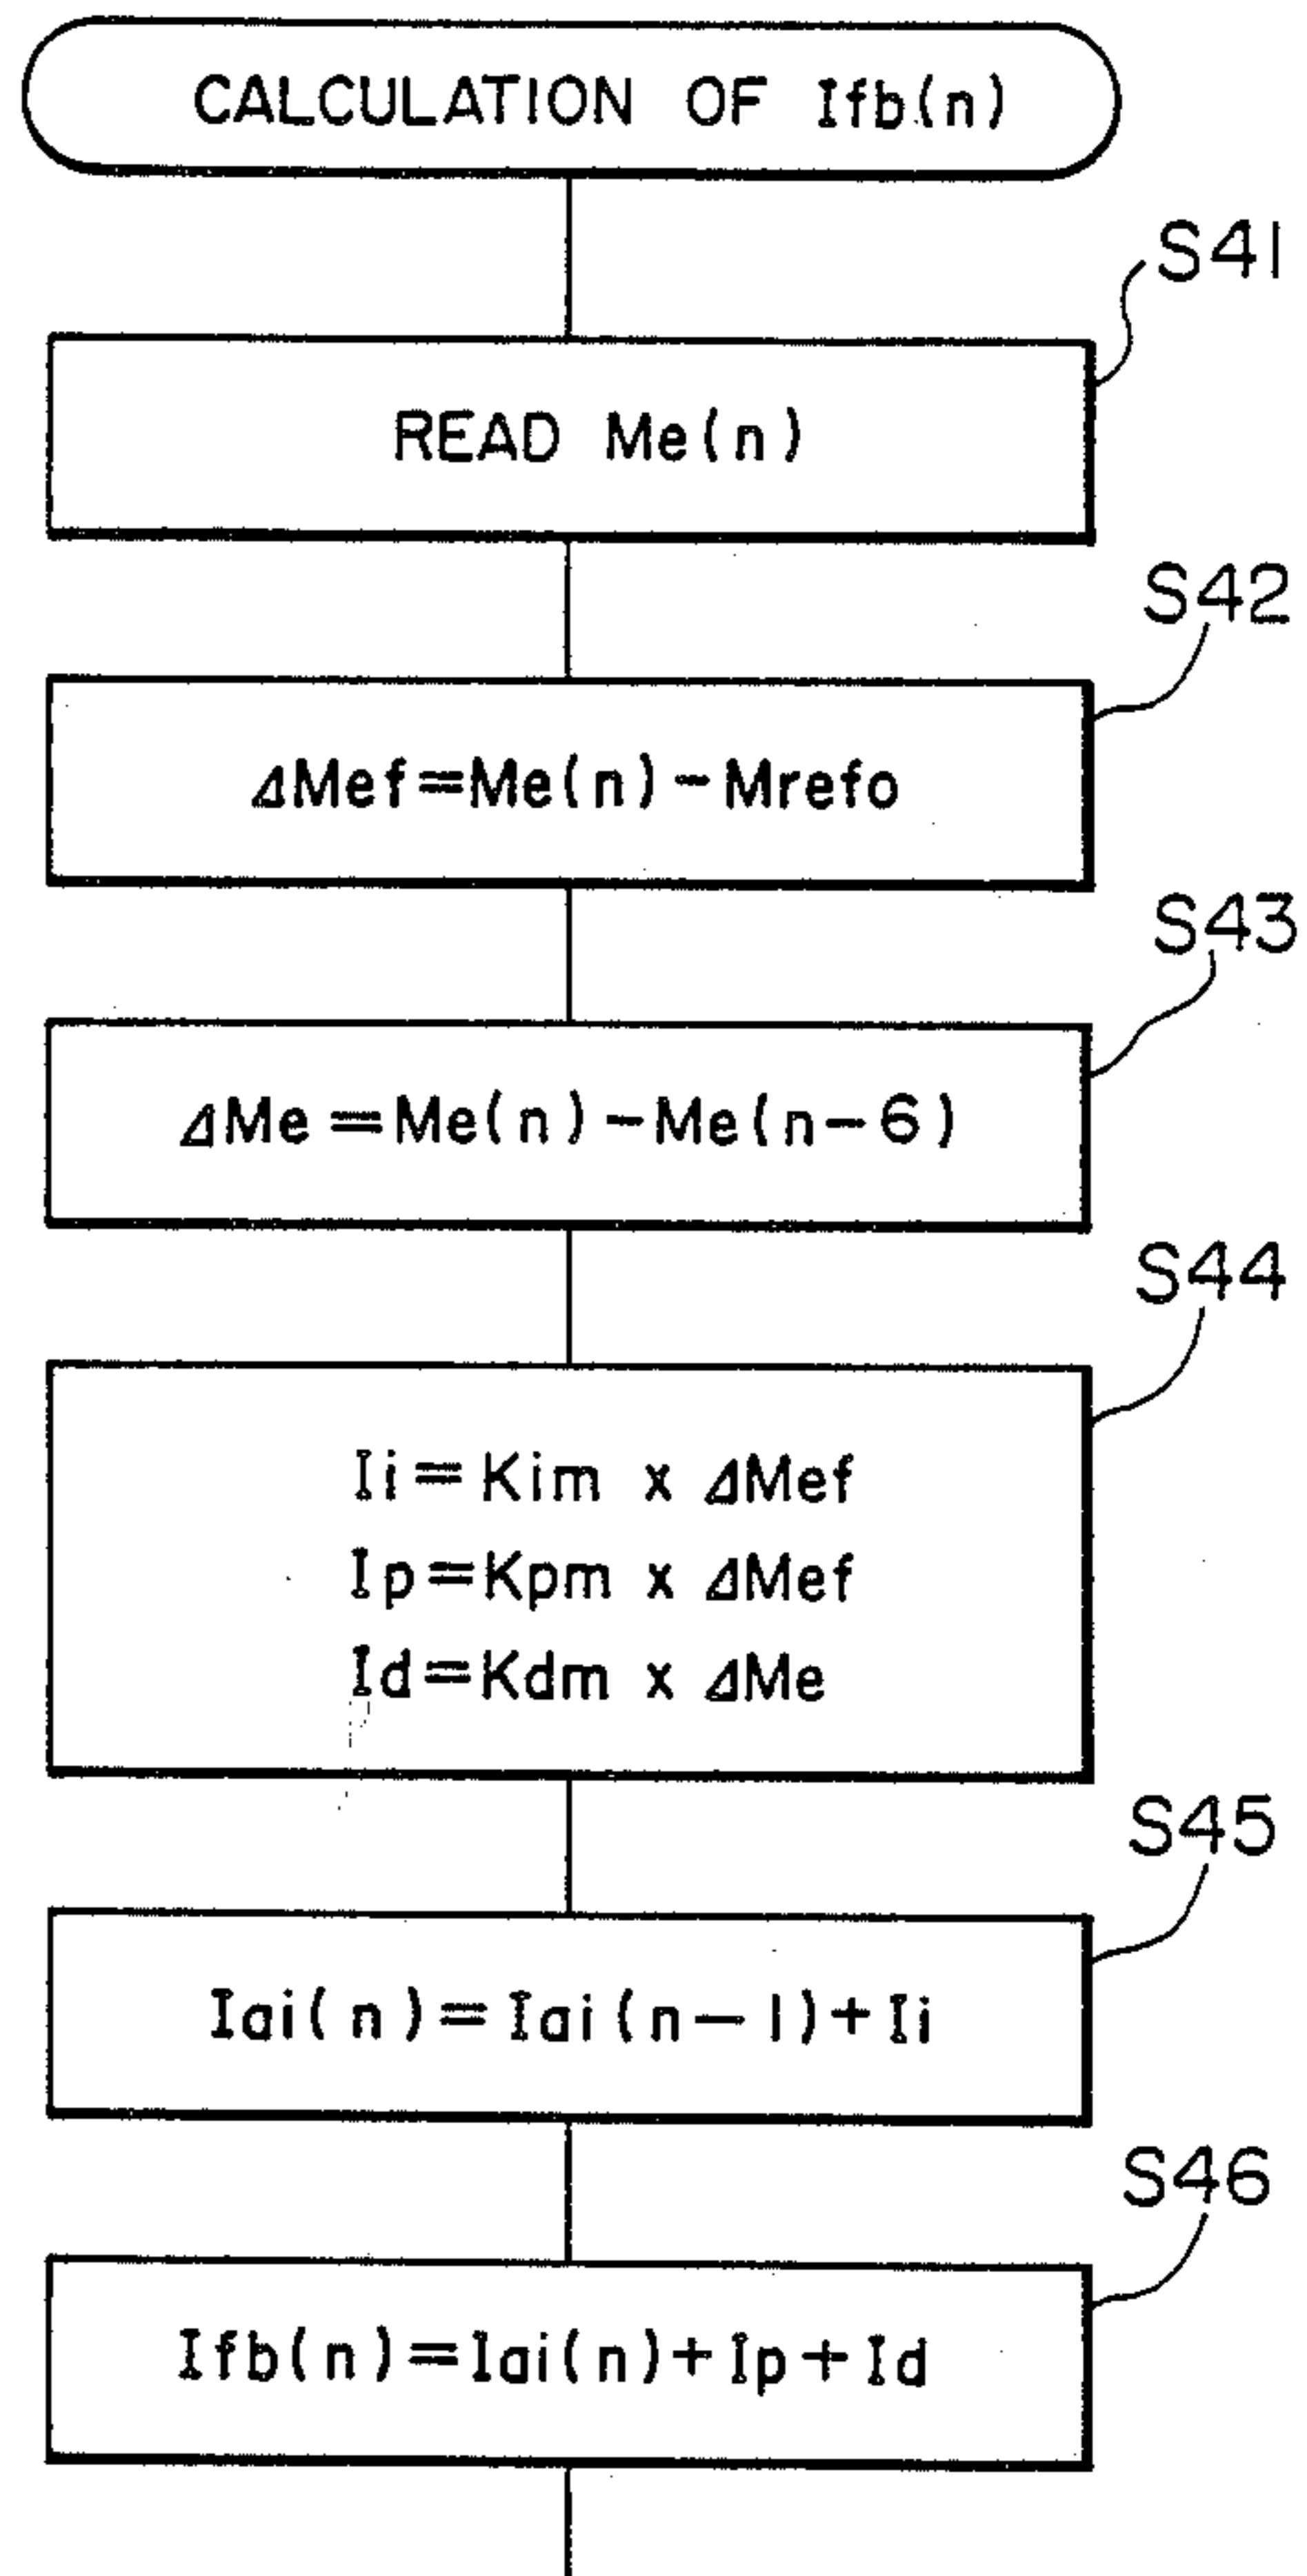 CALCULATION OF Ifb(n)
S41
READ Me(n)
S42
ΔMef=Me(n)-Mrefo
S43
ΔMe=Me(n)-Me(n-6)
S44
Ii=Kim x ΔMef
Ip=Kpm x ΔMef
Id=Kdm x ΔMe
S45
Iai(n)=Iai(n-1)+Ii
S46
Ifb(n)=Iai(n)+Ip+Id